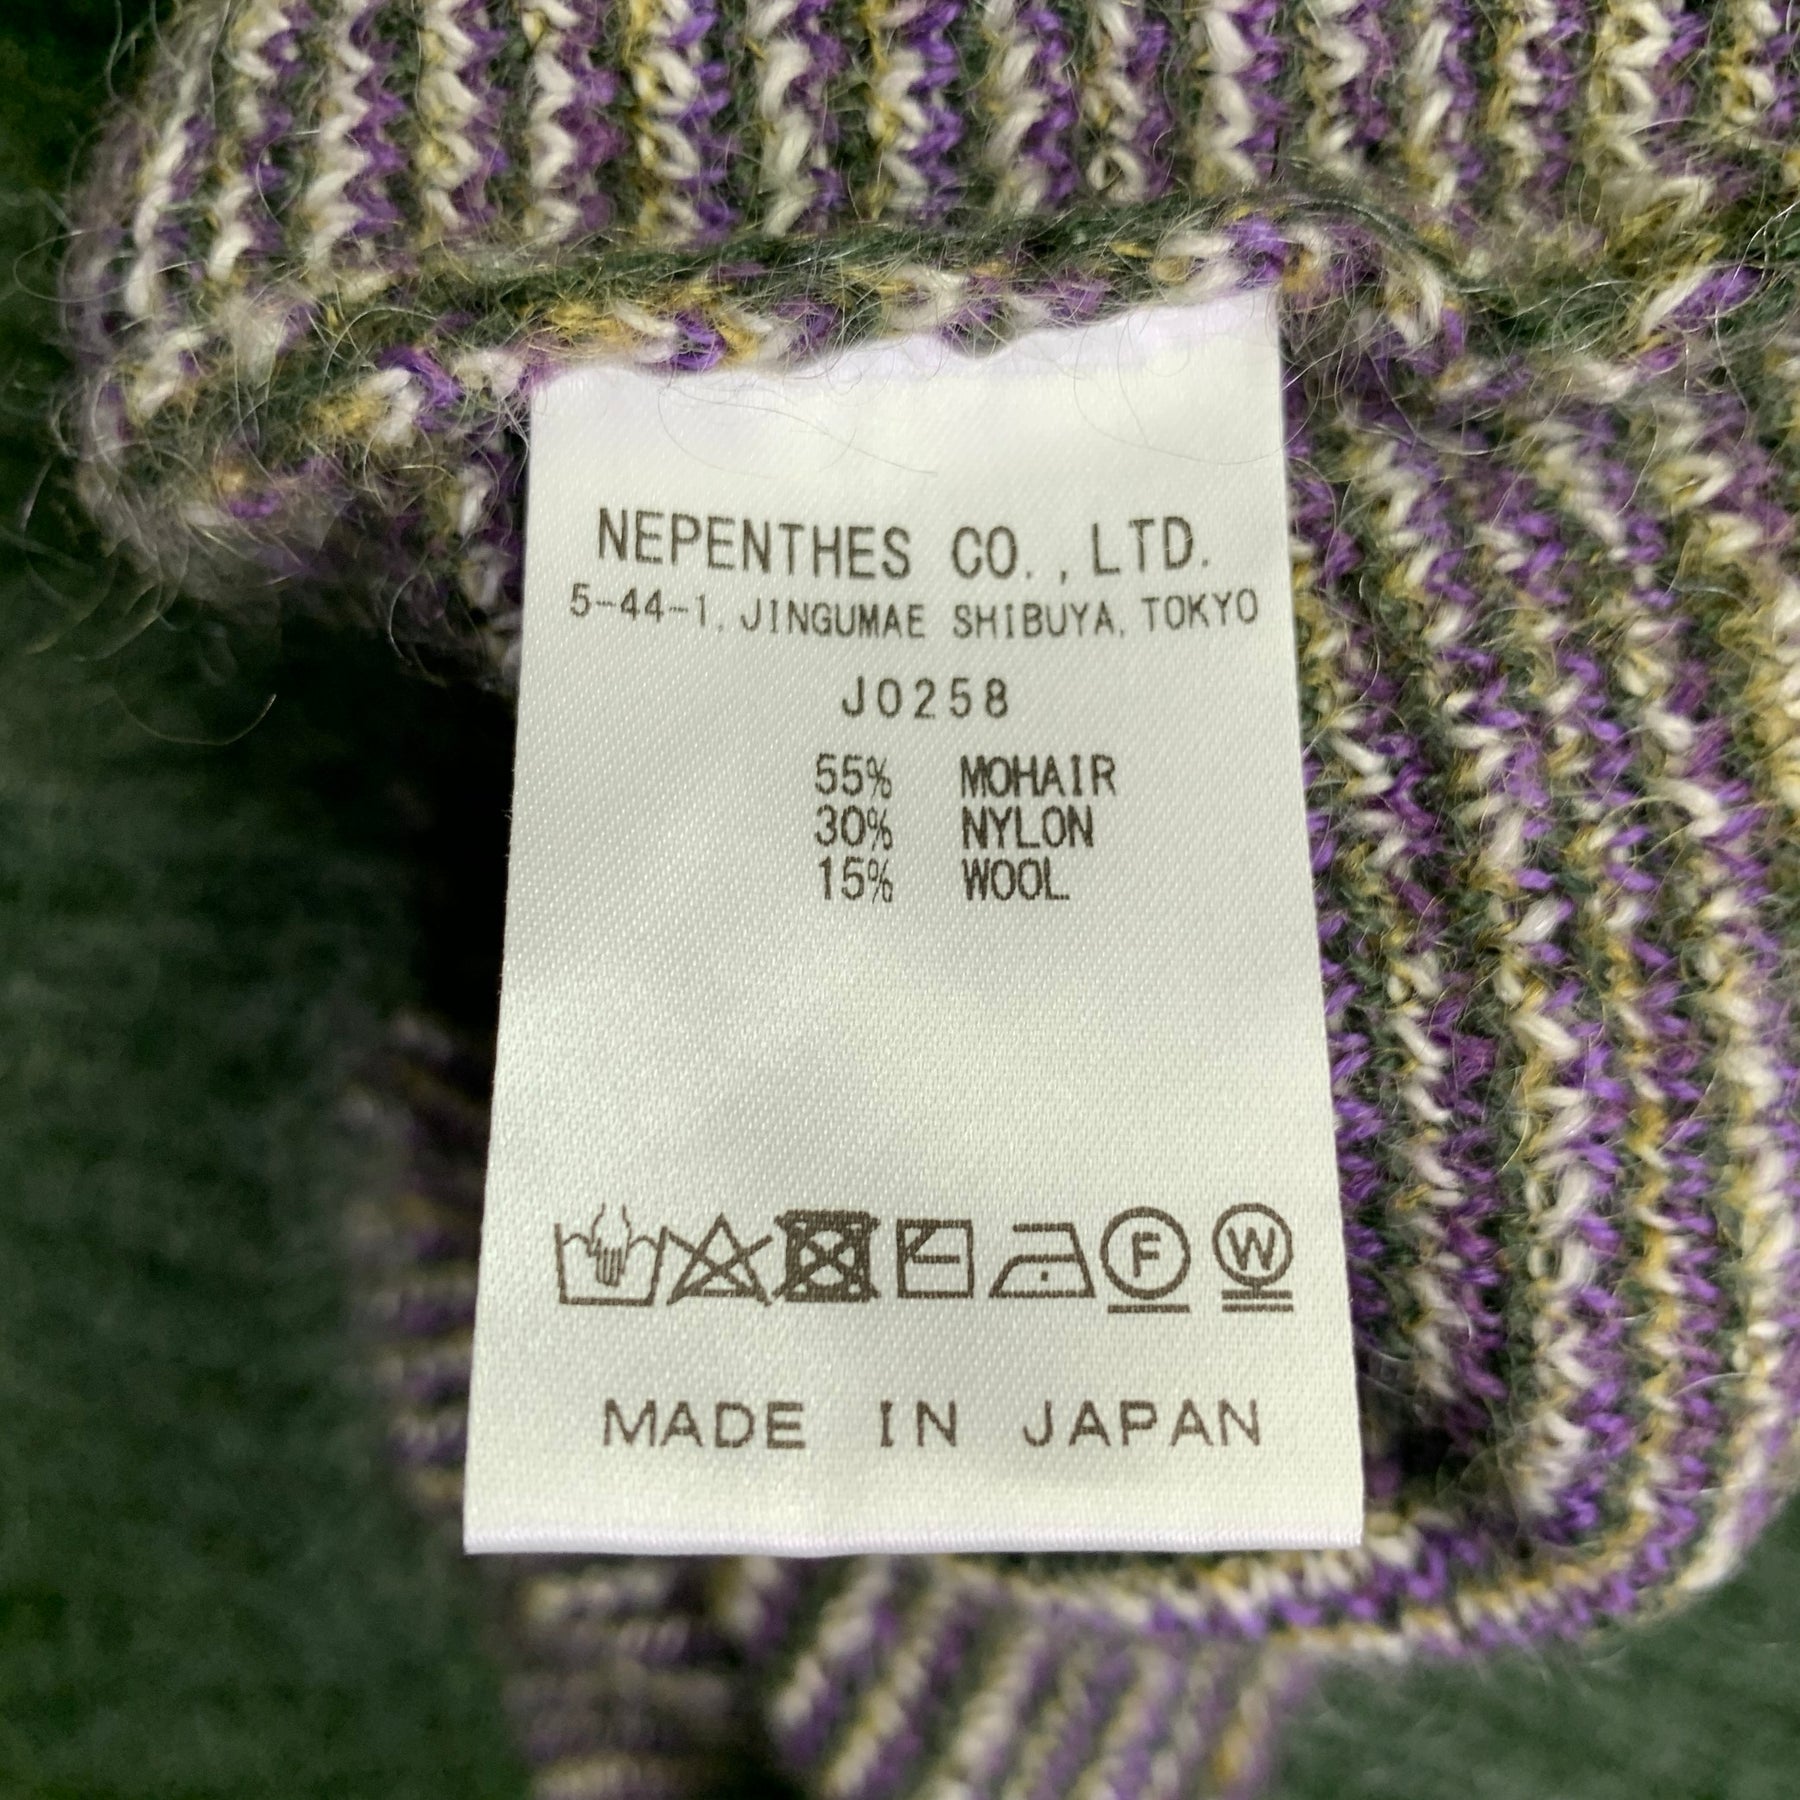 NEPENTHES CO.,LTD.
5-44-1, JINGUMAE SHIBUYA, TOKYO
J0258
55% MOHAIR
30% NYLON
15% WOOL
F W
MADE IN JAPAN